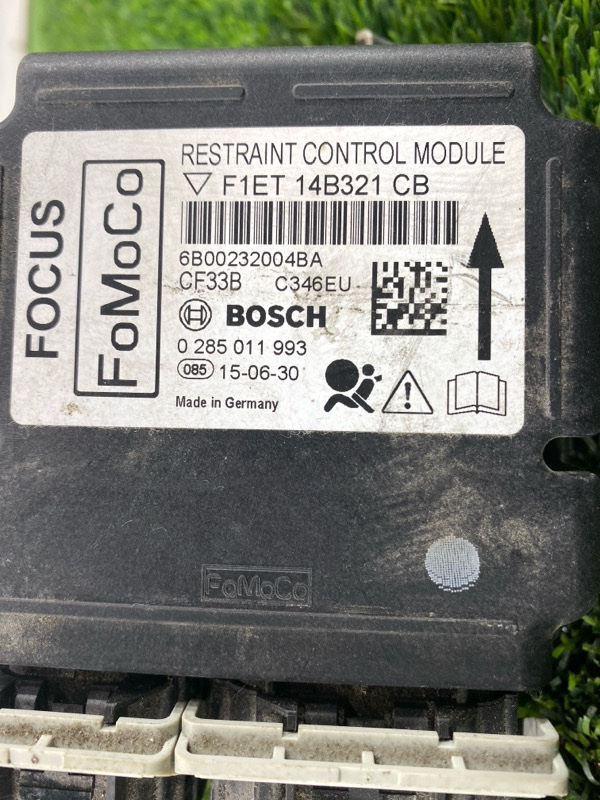 FOCUS
FoMoCo
RESTRAINT CONTROL MODULE
F1ET 14B321 CB
6B00232004BA
CF33B C346EU
BOSCH
0 285 011 993
085 15-06-30
Made in Germany
FoMoCo